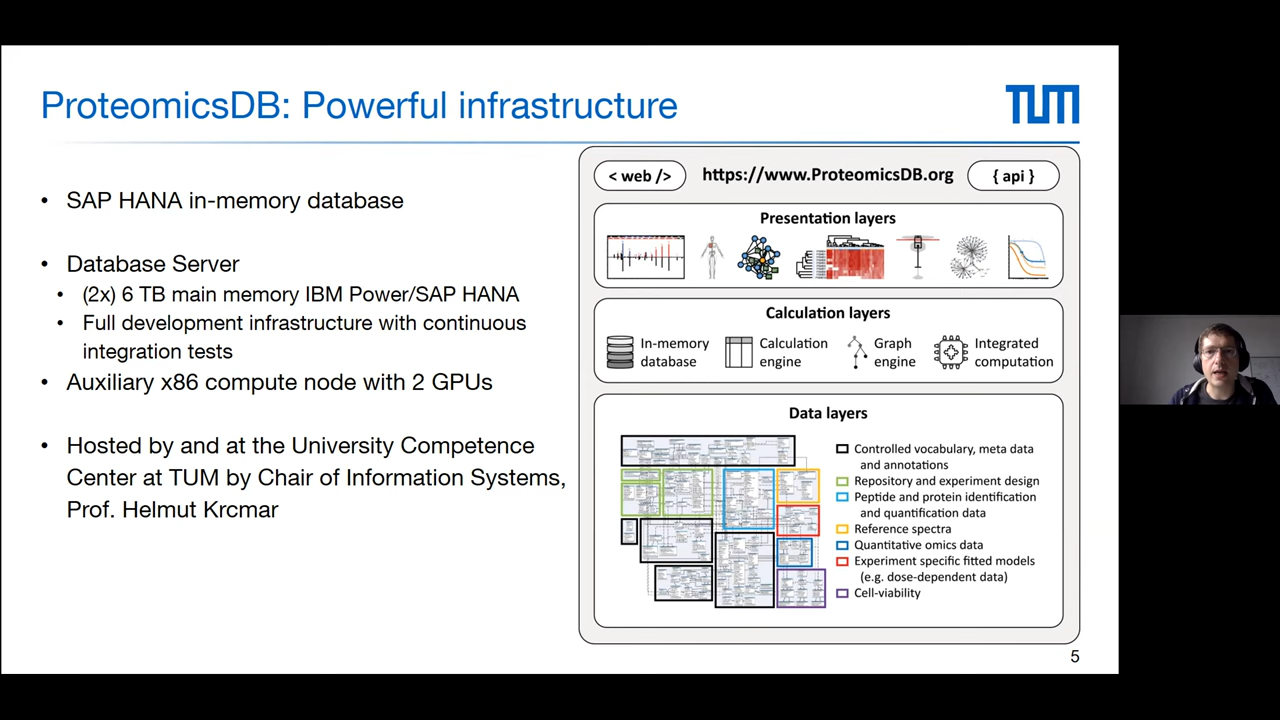 ProteomicsDB: Powerful infrastructure
TUM
• SAP HANA in-memory database
• Database Server
• (2x) 6 TB main memory IBM Power/SAP HANA
• Full development infrastructure with continuous
integration tests
• Auxiliary x86 compute node with 2 GPUs
• Hosted by and at the University Competence
Center at TUM by Chair of Information Systems,
Prof. Helmut Krcmar
< web />
https://www.ProteomicsDB.org
{ api }
Presentation layers
Calculation layers
In-memory
database
Calculation
engine
Graph
engine
Integrated
computation
Data layers
Controlled vocabulary, meta data
and annotations
Repository and experiment design
Peptide and protein identification
and quantification data
Reference spectra
Quantitative omics data
Experiment specific fitted models
(e.g. dose-dependent data)
Cell-viability
5